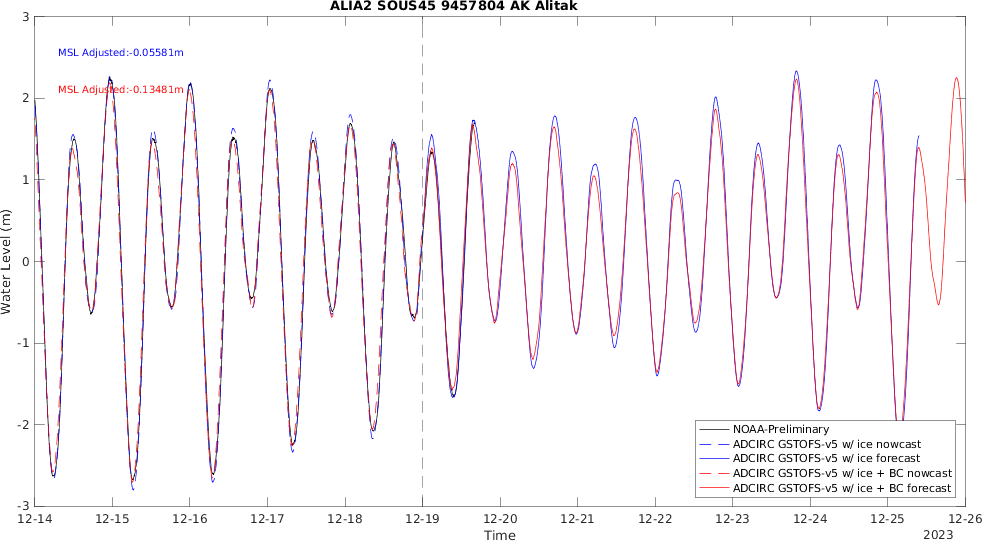 ALIA2 SOUS45 9457804 AK Alitak
MSL Adjusted:-0.05581m
MSL Adjusted:-0.13481m
Water Level (m)
3
2
1
0
-1
-2
-3
NOAA-Preliminary
ADCIRC GSTOFS-v5 w/ ice nowcast
ADCIRC GSTOFS-v5 w/ ice forecast
ADCIRC GSTOFS-v5 w/ ice + BC nowcast
ADCIRC GSTOFS-v5 w/ ice + BC forecast
12-14 12-15 12-16 12-17 12-18 12-19 12-20 12-21 12-22 12-23 12-24 12-25 12-26
Time
2023